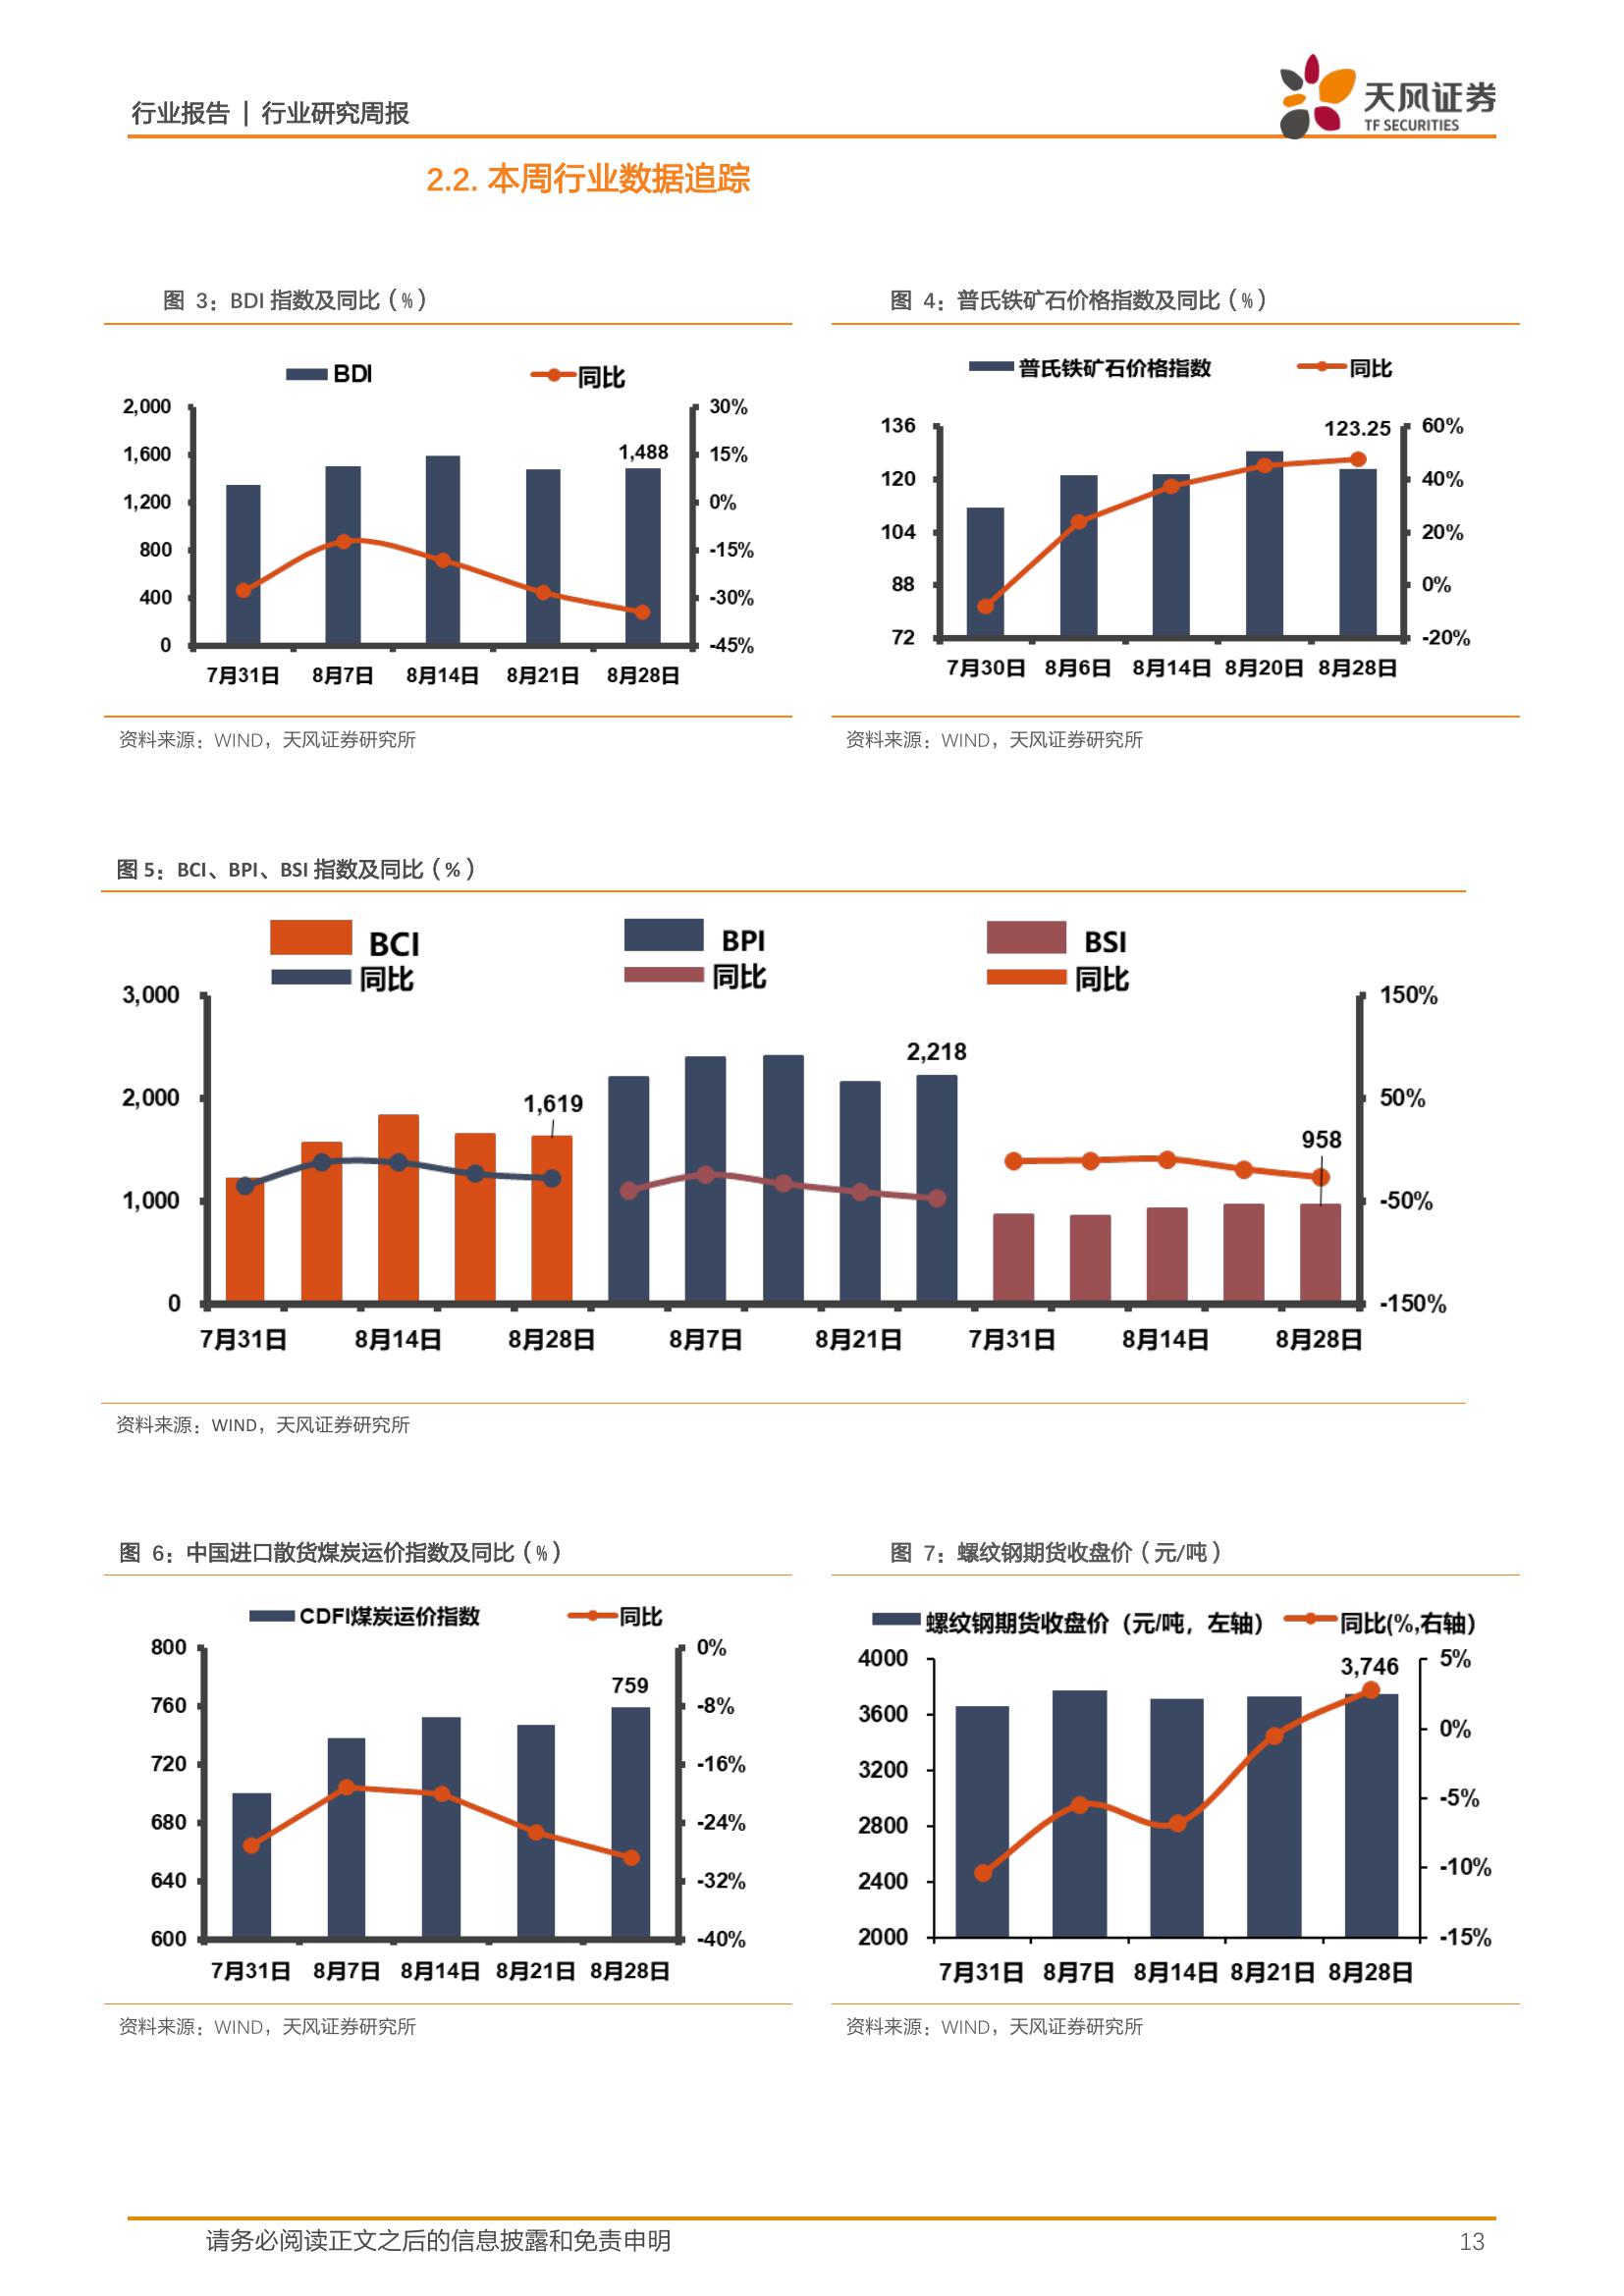 行业报告 | 行业研究周报
天风证券
TF SECURITIES
2.2. 本周行业数据追踪
图 3：BDI 指数及同比（%）
BDI 同比
2,000 30%
1,600 15%
1,488
1,200 0%
800 -15%
400 -30%
0 -45%
7月31日 8月7日 8月14日 8月21日 8月28日
资料来源：WIND，天风证券研究所
图 4：普氏铁矿石价格指数及同比（%）
普氏铁矿石价格指数 同比
136 123.25 60%
120 40%
104 20%
88 0%
72 -20%
7月30日 8月6日 8月14日 8月20日 8月28日
资料来源：WIND，天风证券研究所
图 5：BCI、BPI、BSI 指数及同比（%）
BCI BPI BSI
同比 同比 同比
3,000 150%
2,218
2,000 50%
1,619
958
1,000 -50%
0 -150%
7月31日 8月14日 8月28日 8月7日 8月21日 7月31日 8月14日 8月28日
资料来源：WIND，天风证券研究所
图 6：中国进口散货煤炭运价指数及同比（%）
CDFI煤炭运价指数 同比
800 0%
759
760 -8%
720 -16%
680 -24%
640 -32%
600 -40%
7月31日 8月7日 8月14日 8月21日 8月28日
资料来源：WIND，天风证券研究所
图 7：螺纹钢期货收盘价（元/吨）
螺纹钢期货收盘价（元/吨，左轴） 同比(%,右轴)
4000 3,746 5%
3600 0%
3200
2800 -5%
2400 -10%
2000 -15%
7月31日 8月7日 8月14日 8月21日 8月28日
资料来源：WIND，天风证券研究所
请务必阅读正文之后的信息披露和免责申明 13